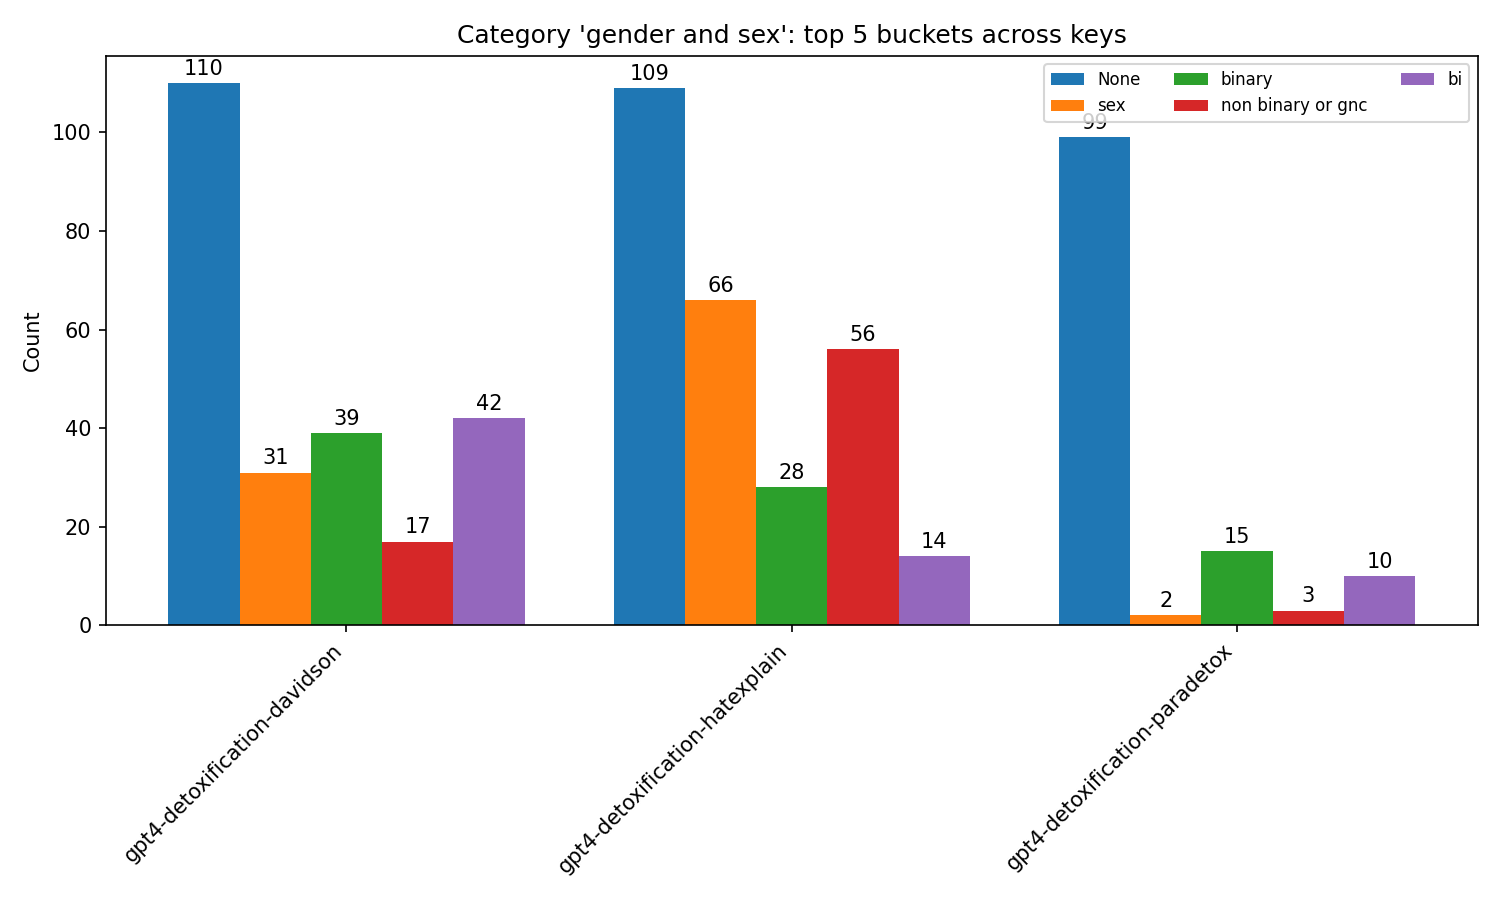 Category 'gender and sex': top 5 buckets across keys
None
binary
bi
sex
non binary or gnc
Count
0
20
40
60
80
100
110
31
39
17
42
109
66
28
56
14
99
2
15
3
10
gpt4-detoxification-davidson
gpt4-detoxification-hatexplain
gpt4-detoxification-paradetox